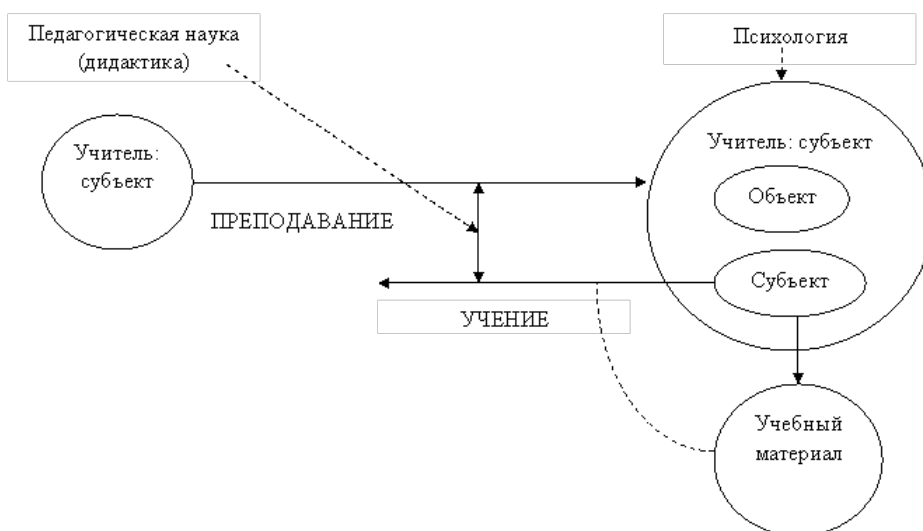 Педагогическая наука
(дидактика)
Психология
Учитель:
субъект
Учитель: субъект
Объект
ПРЕПОДАВАНИЕ
Субъект
УЧЕНИЕ
Учебный
материал